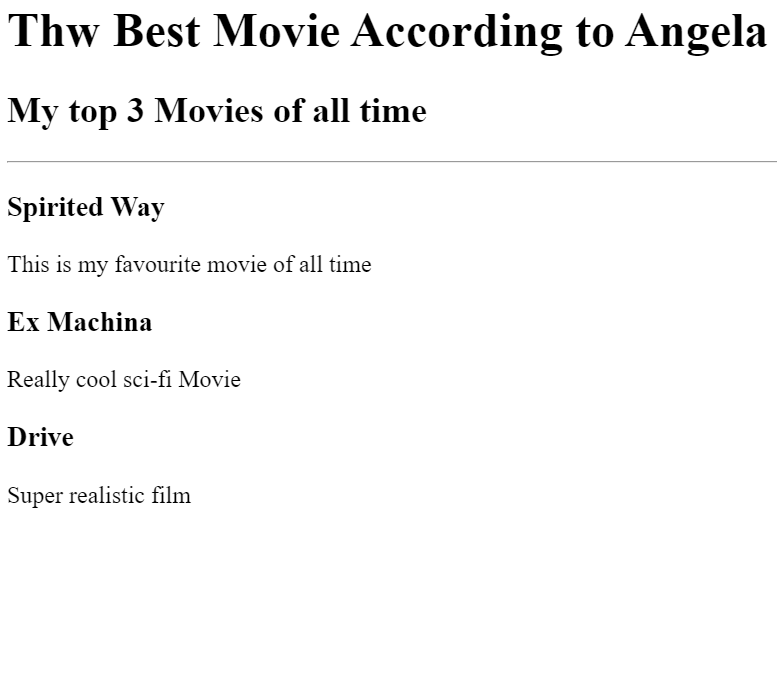 Thw Best Movie According to Angela
My top 3 Movies of all time
Spirited Way
This is my favourite movie of all time
Ex Machina
Really cool sci-fi Movie
Drive
Super realistic film